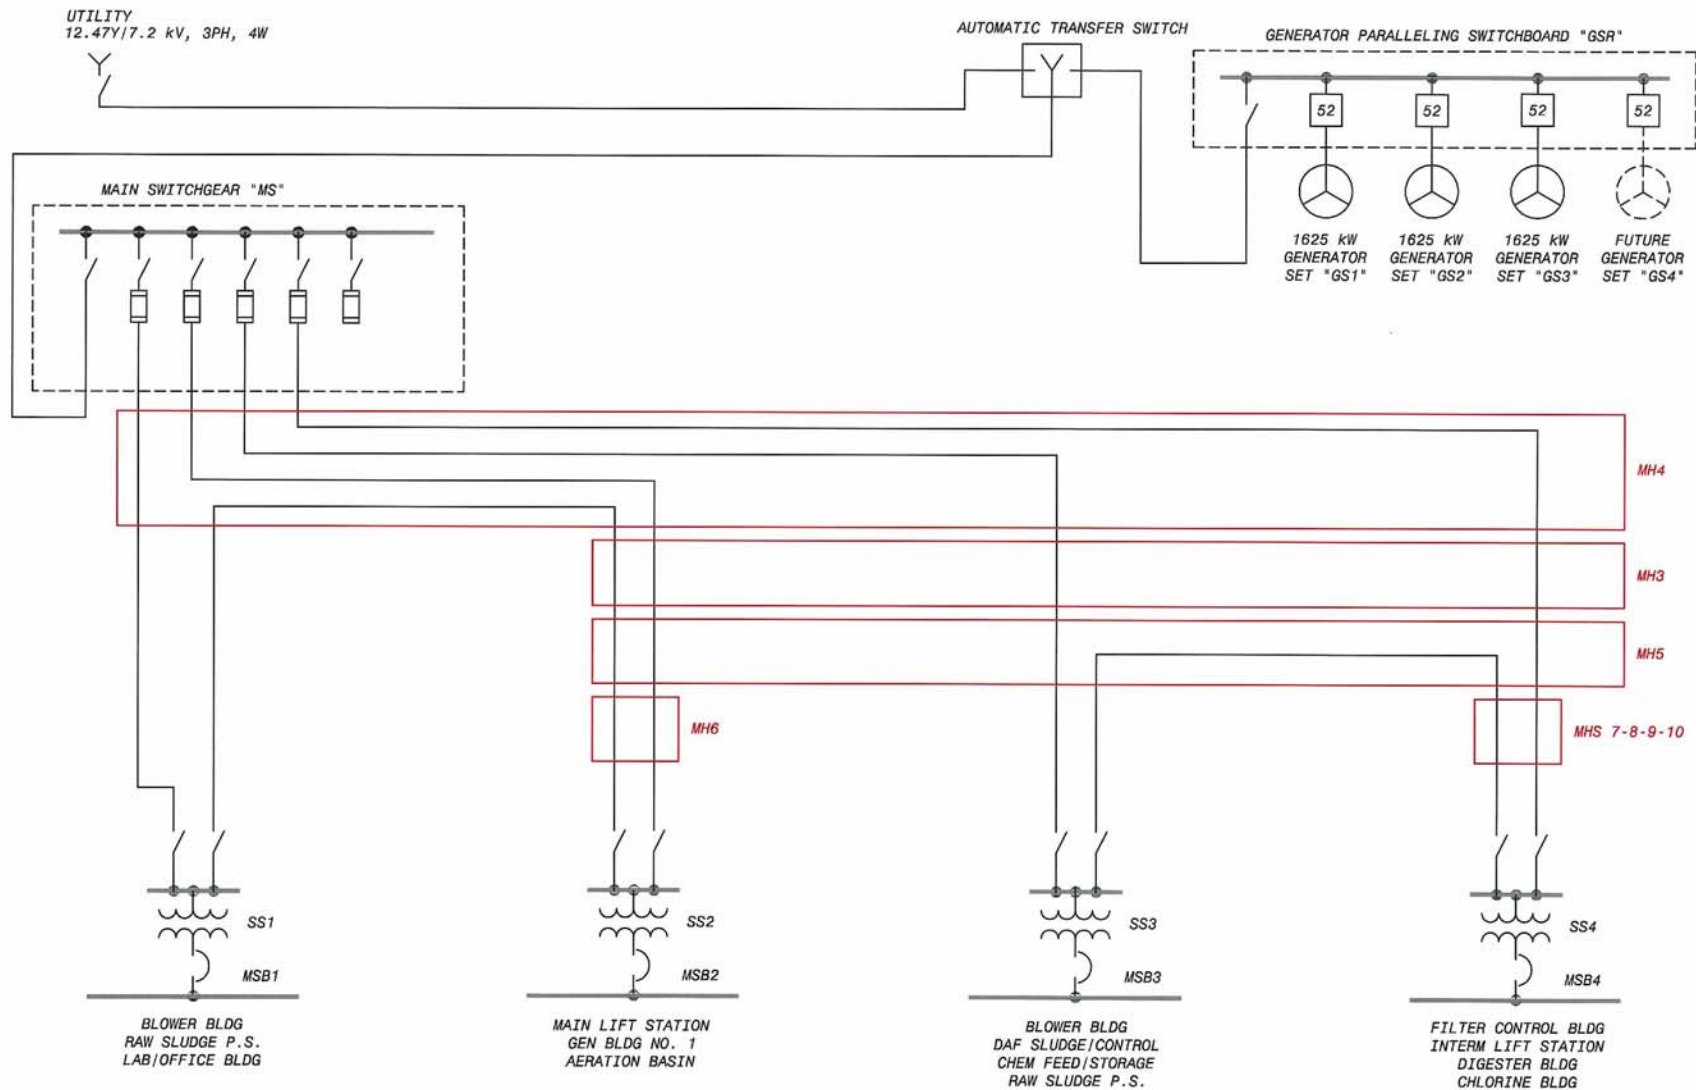 UTILITY
12.47Y/7.2 kV, 3PH, 4W
AUTOMATIC TRANSFER SWITCH
GENERATOR PARALLELING SWITCHBOARD "GSR"
52
52
52
52
1625 kW
GENERATOR
SET "GS1"
1625 kW
GENERATOR
SET "GS2"
1625 kW
GENERATOR
SET "GS3"
FUTURE
GENERATOR
SET "GS4"
MAIN SWITCHGEAR "MS"
MH4
MH3
MH5
MH6
MHS 7-8-9-10
SS1
MSB1
BLOWER BLDG
RAW SLUDGE P.S.
LAB/OFFICE BLDG
SS2
MSB2
MAIN LIFT STATION
GEN BLDG NO. 1
AERATION BASIN
SS3
MSB3
BLOWER BLDG
DAF SLUDGE/CONTROL
CHEM FEED/STORAGE
RAW SLUDGE P.S.
SS4
MSB4
FILTER CONTROL BLDG
INTERM LIFT STATION
DIGESTER BLDG
CHLORINE BLDG